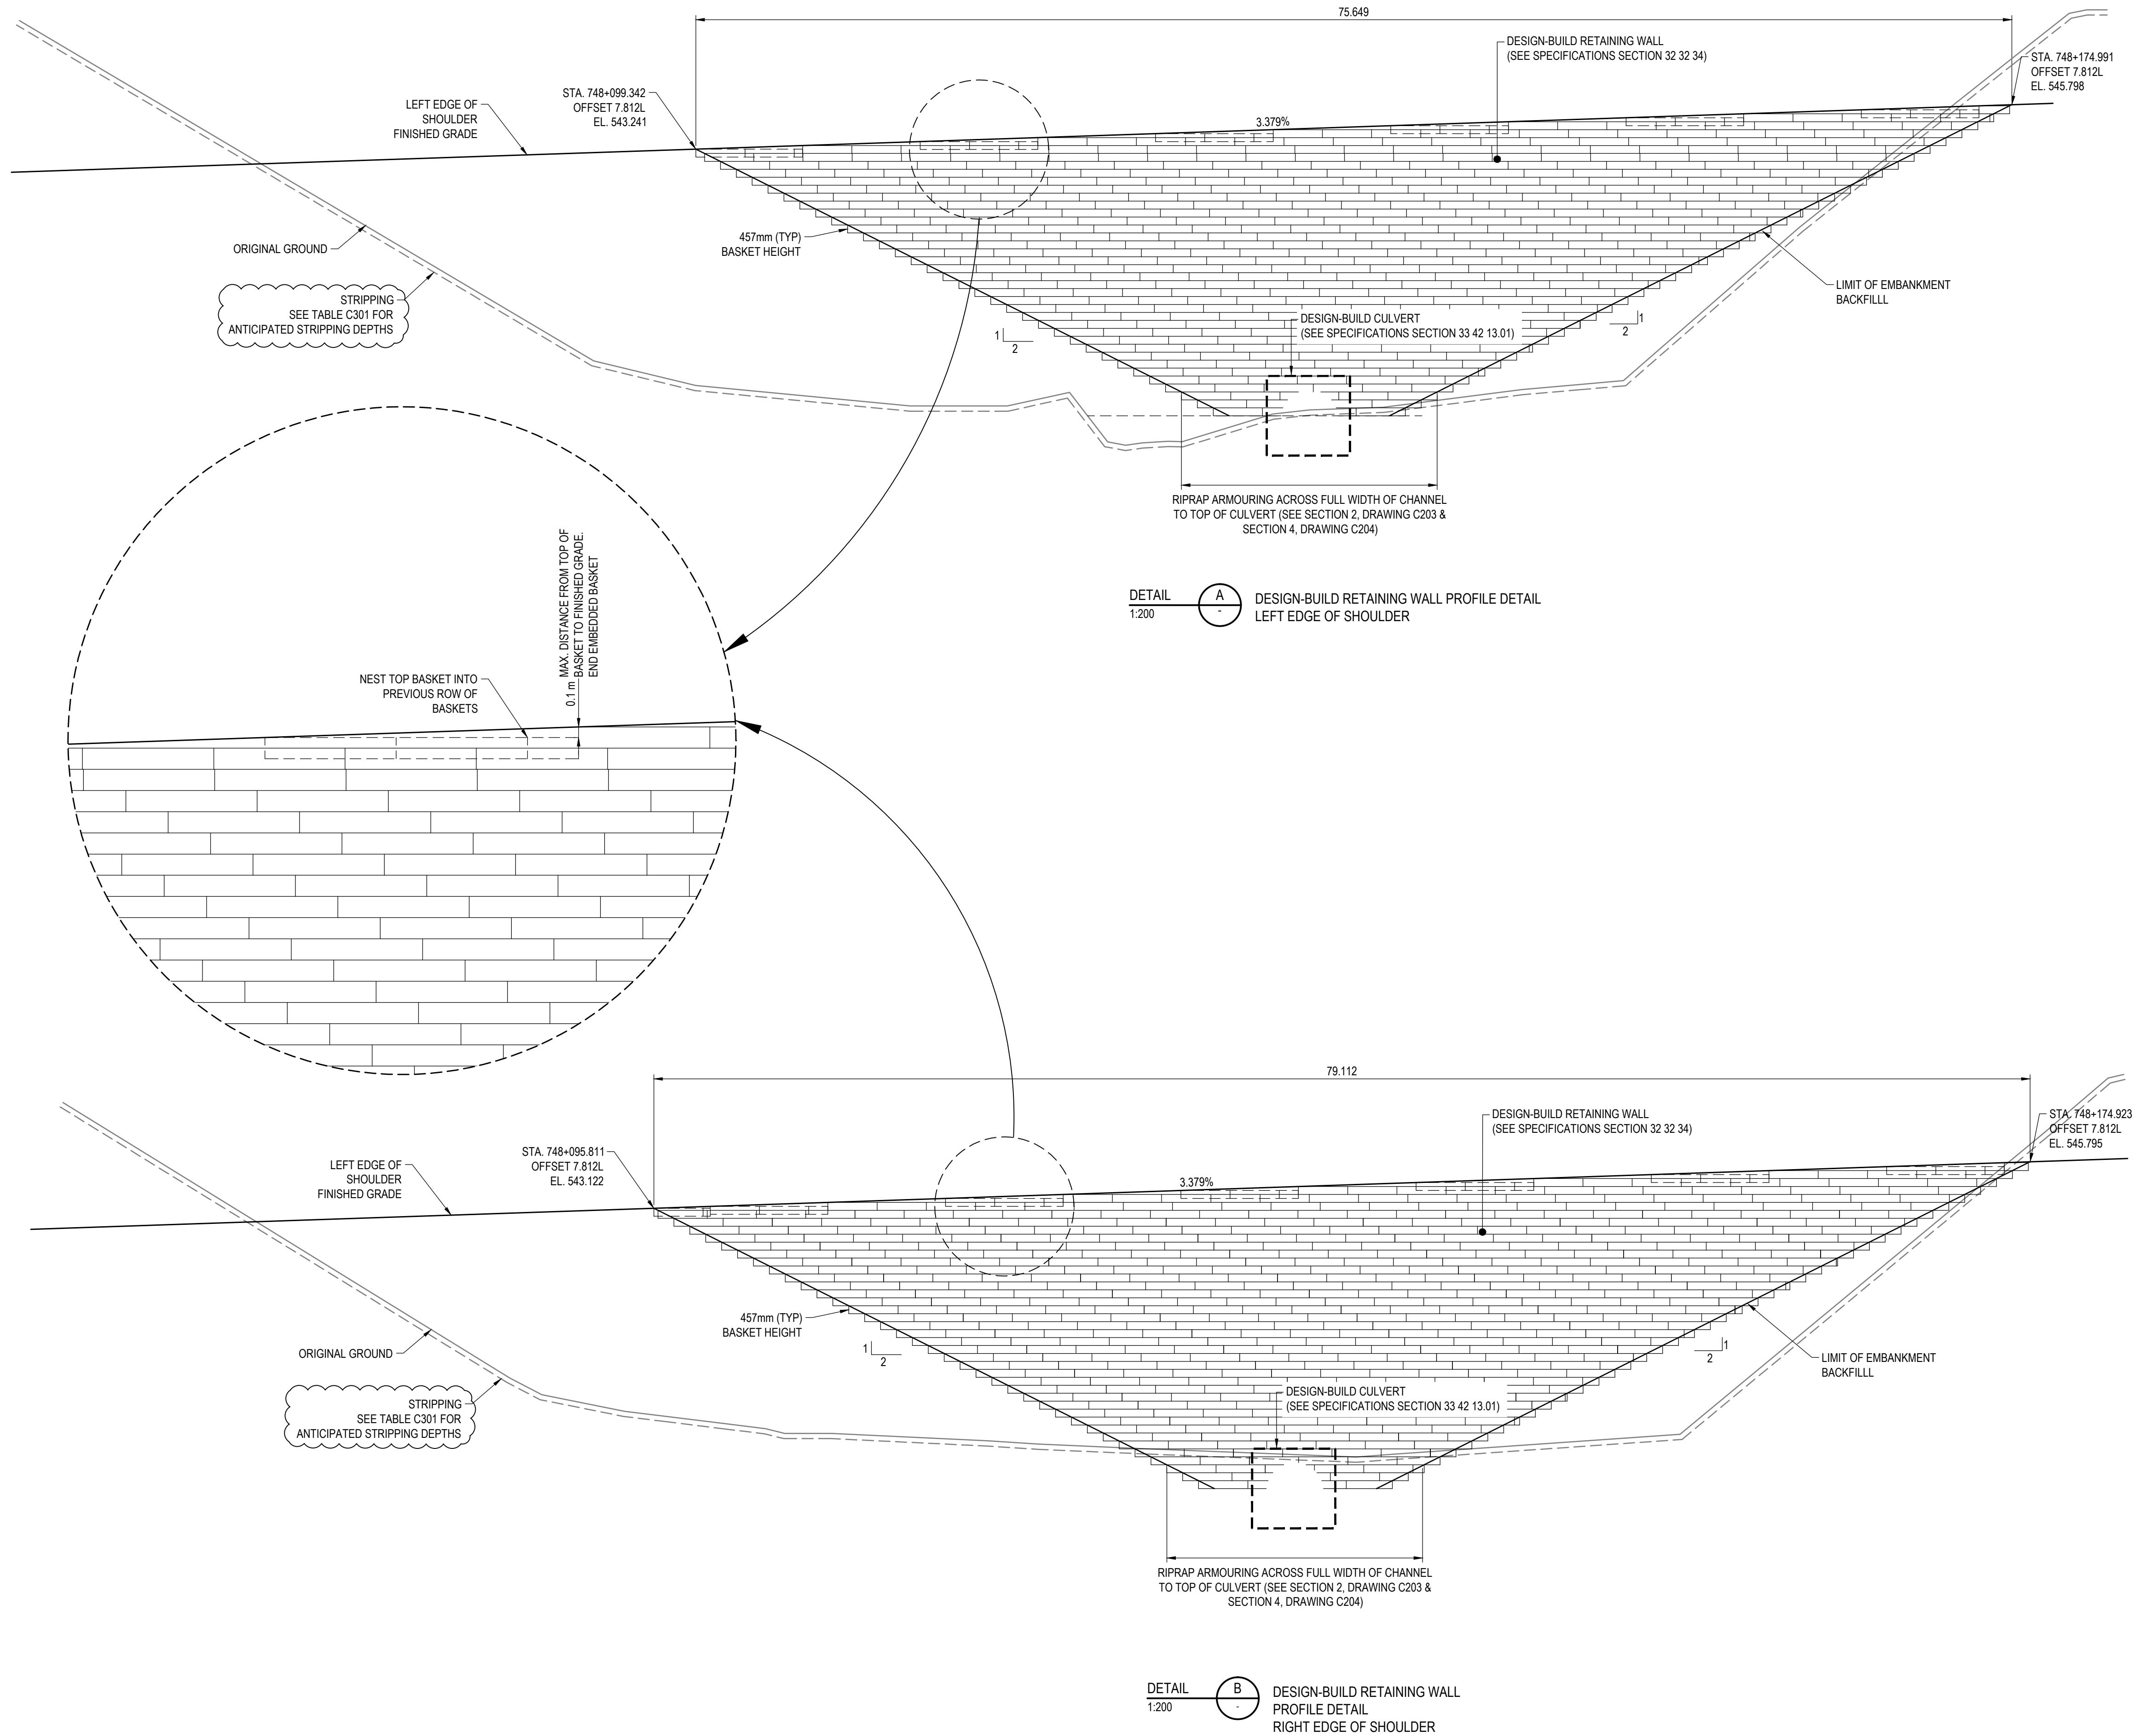 75.649
DESIGN-BUILD RETAINING WALL
(SEE SPECIFICATIONS SECTION 32 32 34)
STA. 748+174.991
OFFSET 7.812L
EL. 545.798
STA. 748+099.342
OFFSET 7.812L
EL. 543.241
LEFT EDGE OF
SHOULDER
FINISHED GRADE
3.379%
ORIGINAL GROUND
457mm (TYP)
BASKET HEIGHT
STRIPPING
SEE TABLE C301 FOR
ANTICIPATED STRIPPING DEPTHS
LIMIT OF EMBANKMENT
BACKFILLL
DESIGN-BUILD CULVERT
(SEE SPECIFICATIONS SECTION 33 42 13.01)
1
2
1
2
RIPRAP ARMOURING ACROSS FULL WIDTH OF CHANNEL
TO TOP OF CULVERT (SEE SECTION 2, DRAWING C203 &
SECTION 4, DRAWING C204)
DETAIL
1:200
A
-
DESIGN-BUILD RETAINING WALL PROFILE DETAIL
LEFT EDGE OF SHOULDER
0.1 m
MAX. DISTANCE FROM TOP OF
BASKET TO FINISHED GRADE.
END EMBEDDED BASKET
NEST TOP BASKET INTO
PREVIOUS ROW OF
BASKETS
79.112
DESIGN-BUILD RETAINING WALL
(SEE SPECIFICATIONS SECTION 32 32 34)
STA. 748+174.923
OFFSET 7.812L
EL. 545.795
STA. 748+095.811
OFFSET 7.812L
EL. 543.122
LEFT EDGE OF
SHOULDER
FINISHED GRADE
3.379%
457mm (TYP)
BASKET HEIGHT
1
2
1
2
ORIGINAL GROUND
LIMIT OF EMBANKMENT
BACKFILLL
STRIPPING
SEE TABLE C301 FOR
ANTICIPATED STRIPPING DEPTHS
DESIGN-BUILD CULVERT
(SEE SPECIFICATIONS SECTION 33 42 13.01)
RIPRAP ARMOURING ACROSS FULL WIDTH OF CHANNEL
TO TOP OF CULVERT (SEE SECTION 2, DRAWING C203 &
SECTION 4, DRAWING C204)
DETAIL
1:200
B
-
DESIGN-BUILD RETAINING WALL
PROFILE DETAIL
RIGHT EDGE OF SHOULDER